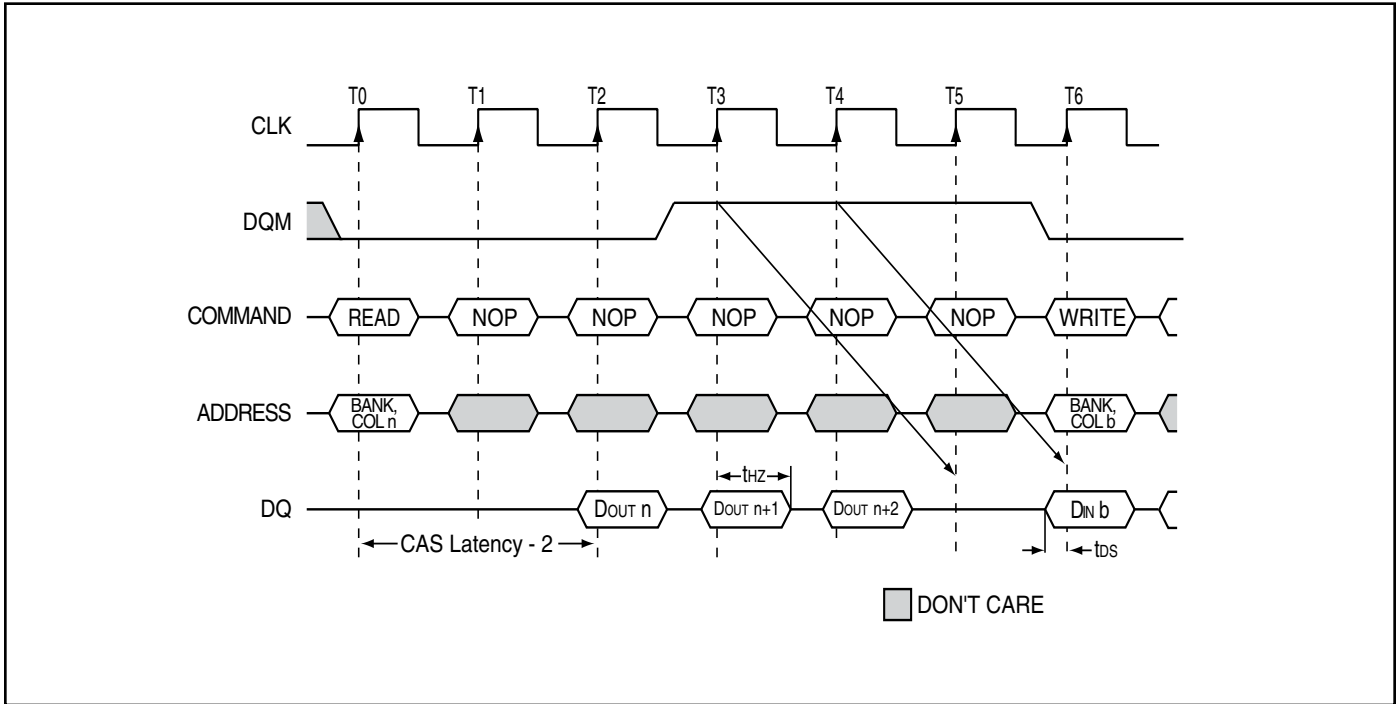 T0 T1 T2 T3 T4 T5 T6
CLK
DQM
COMMAND READ NOP NOP NOP NOP NOP WRITE
ADDRESS BANK, COL n BANK, COL b
tHZ
DQ DOUT n DOUT n+1 DOUT n+2 DIN b
CAS Latency - 2 tDS
DON'T CARE